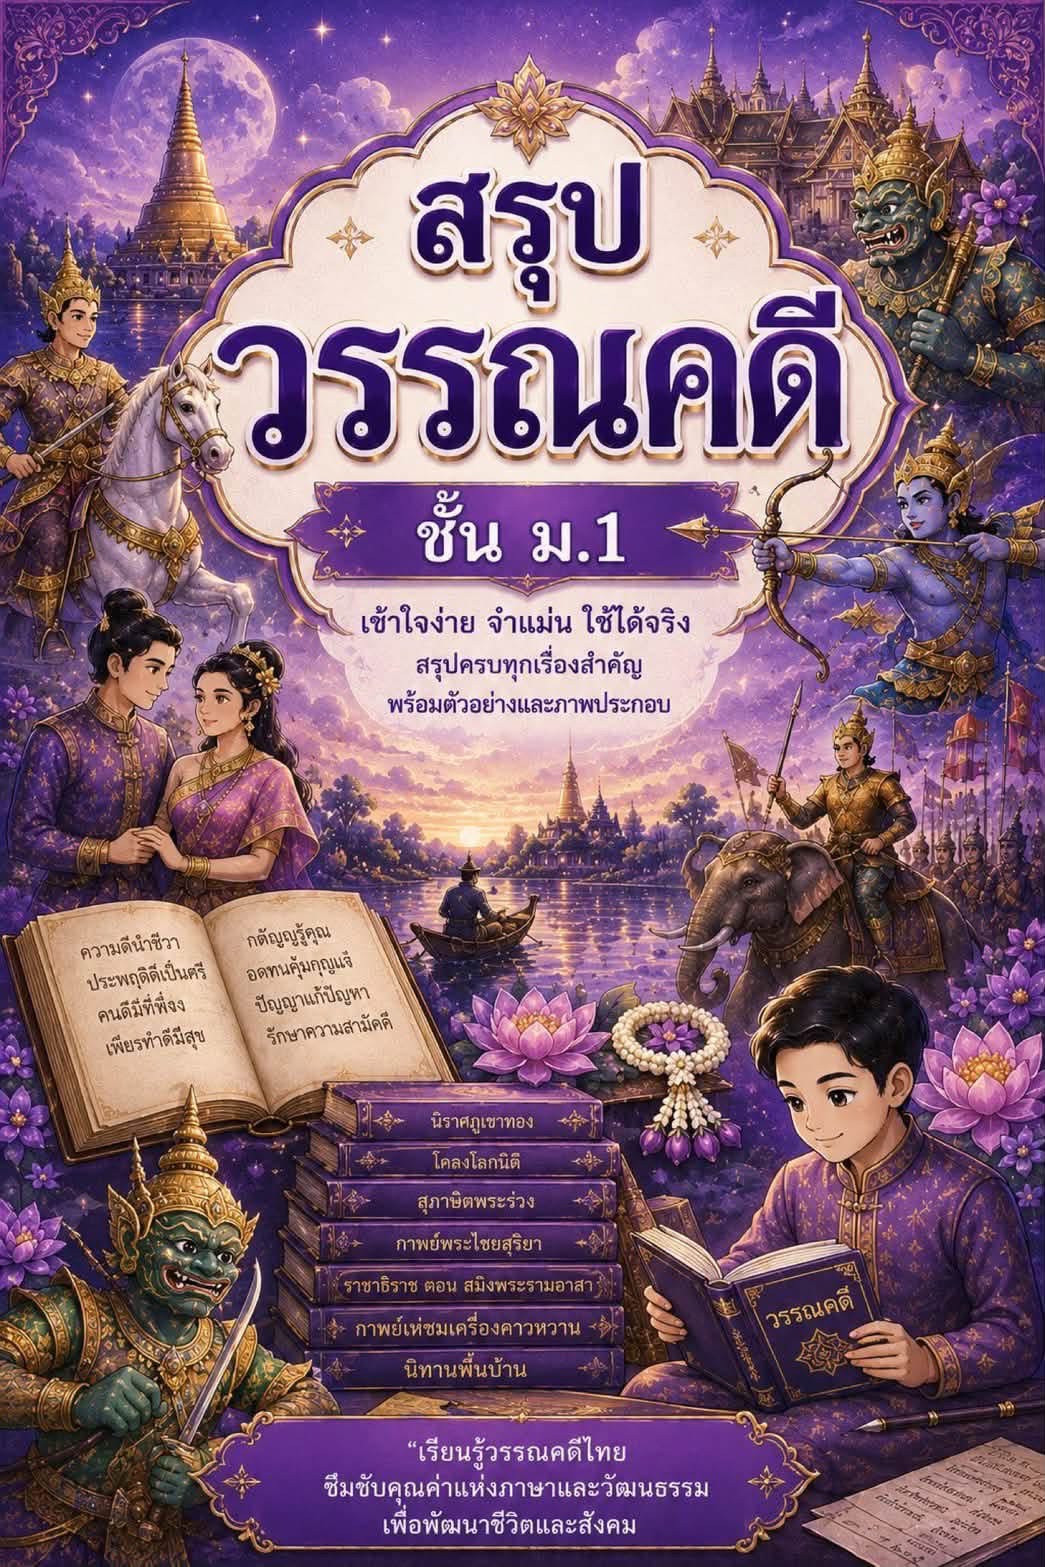 สรุป
วรรณคดี
ชั้น ม.1
เข้าใจง่าย จำแม่น ใช้ได้จริง
สรุปครบทุกเรื่องสำคัญ
พร้อมตัวอย่างและภาพประกอบ
ความดีนำชีวา
ประพฤติดีเป็นศรี
คนดีมีที่พึ่งง
เพียรทำดีมีสุข
กตัญญูรู้คุณ
ปัญญาแก้ปัญหา
รักษาความสามัคคี
นิราศภูเขาทอง
โคลงโลกนิติ
สุภาษิตพระร่วง
กาพย์พระไชยสุริยา
ราชาธิราช ตอน สมิงพระรามอาสา
กาพย์เห่ชมเครื่องคาวหวาน
นิทานพื้นบ้าน
วรรณคดี
“เรียนรู้วรรณคดีไทย
ซึมซับคุณค่าแห่งภาษาและวัฒนธรรม
เพื่อพัฒนาชีวิตและสังคม